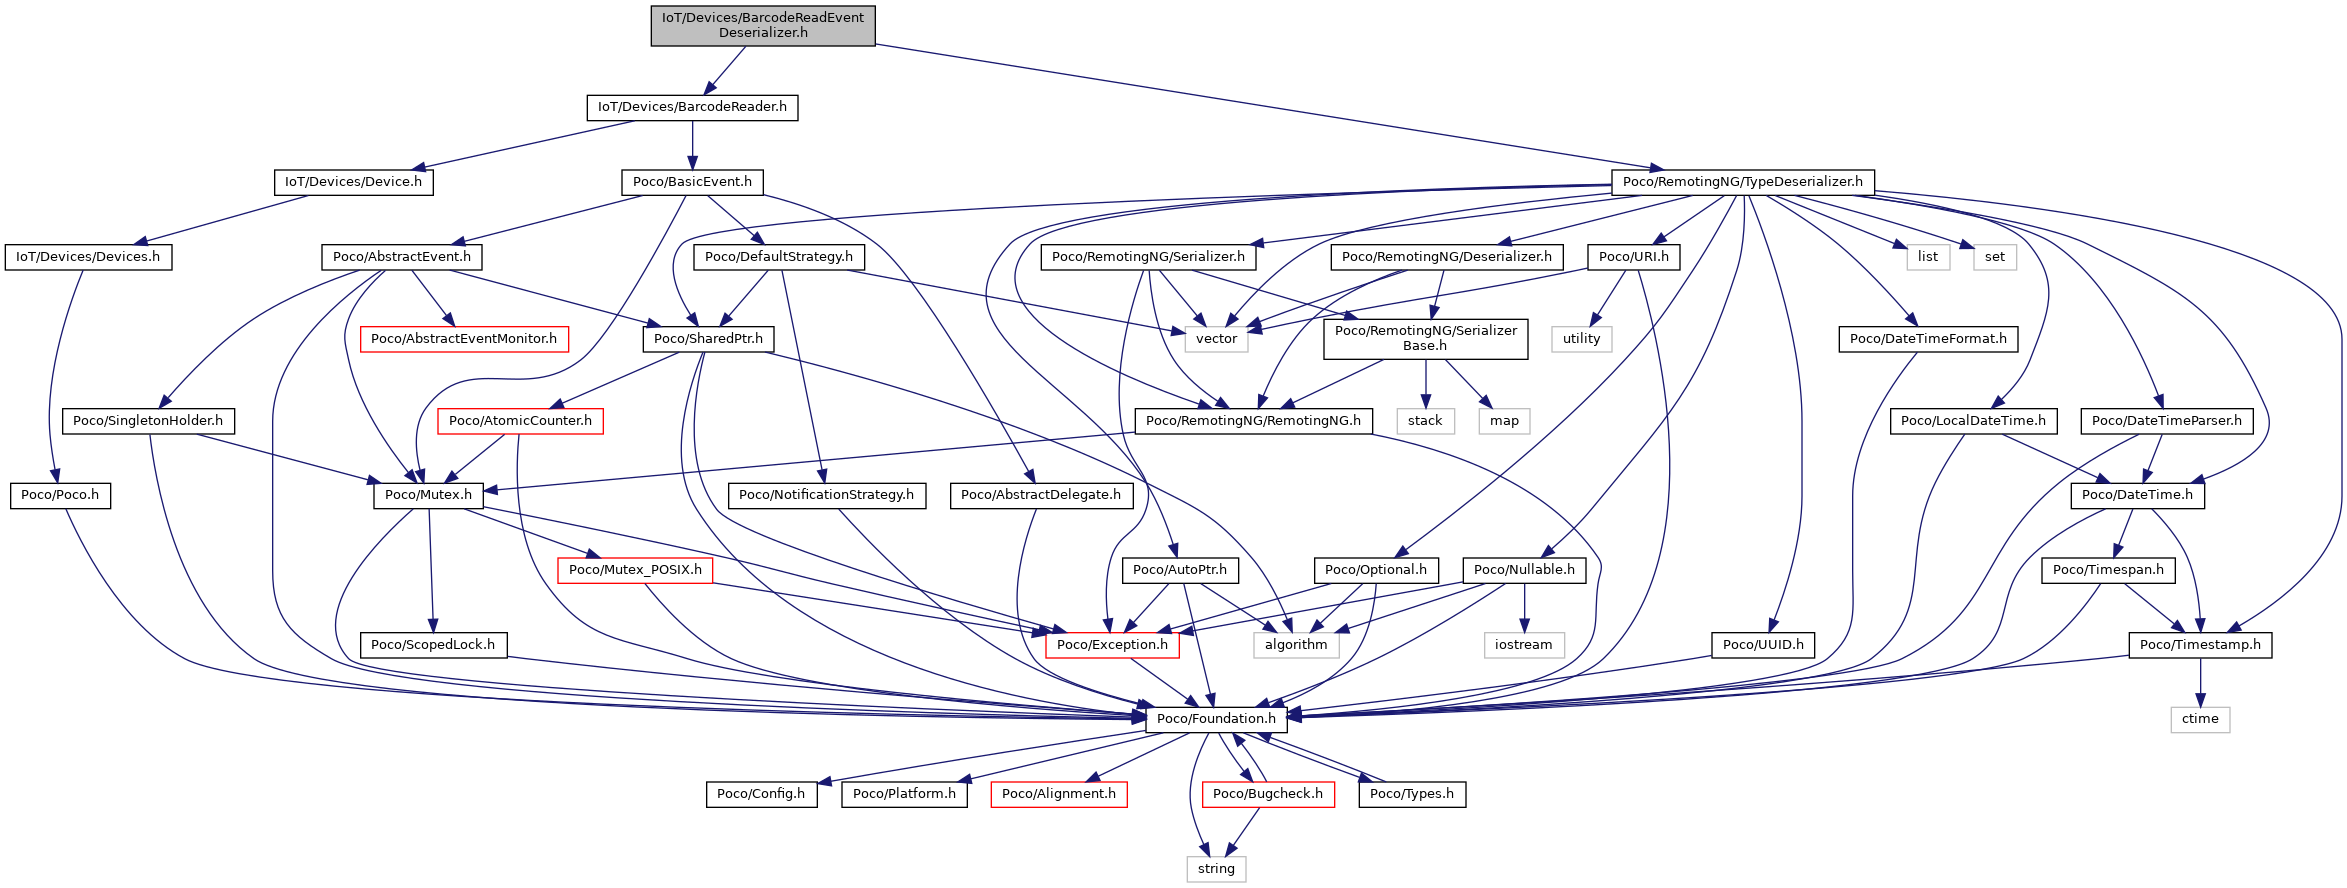 IoT/Devices/BarcodeReadEvent
Deserializer.h
IoT/Devices/BarcodeReader.h
IoT/Devices/Device.h
Poco/BasicEvent.h
Poco/RemotingNG/TypeDeserializer.h
IoT/Devices/Devices.h
Poco/AbstractEvent.h
Poco/DefaultStrategy.h
Poco/RemotingNG/Serializer.h
Poco/RemotingNG/Deserializer.h
Poco/URI.h
list
set
Poco/AbstractEventMonitor.h
Poco/SharedPtr.h
vector
Poco/RemotingNG/Serializer
Base.h
utility
Poco/DateTimeFormat.h
Poco/SingletonHolder.h
Poco/AtomicCounter.h
Poco/RemotingNG/RemotingNG.h
stack
map
Poco/LocalDateTime.h
Poco/DateTimeParser.h
Poco/Poco.h
Poco/Mutex.h
Poco/NotificationStrategy.h
Poco/AbstractDelegate.h
Poco/DateTime.h
Poco/Mutex_POSIX.h
Poco/AutoPtr.h
Poco/Optional.h
Poco/Nullable.h
Poco/Timespan.h
Poco/ScopedLock.h
Poco/Exception.h
algorithm
iostream
Poco/UUID.h
Poco/Timestamp.h
Poco/Foundation.h
ctime
Poco/Config.h
Poco/Platform.h
Poco/Alignment.h
Poco/Bugcheck.h
Poco/Types.h
string